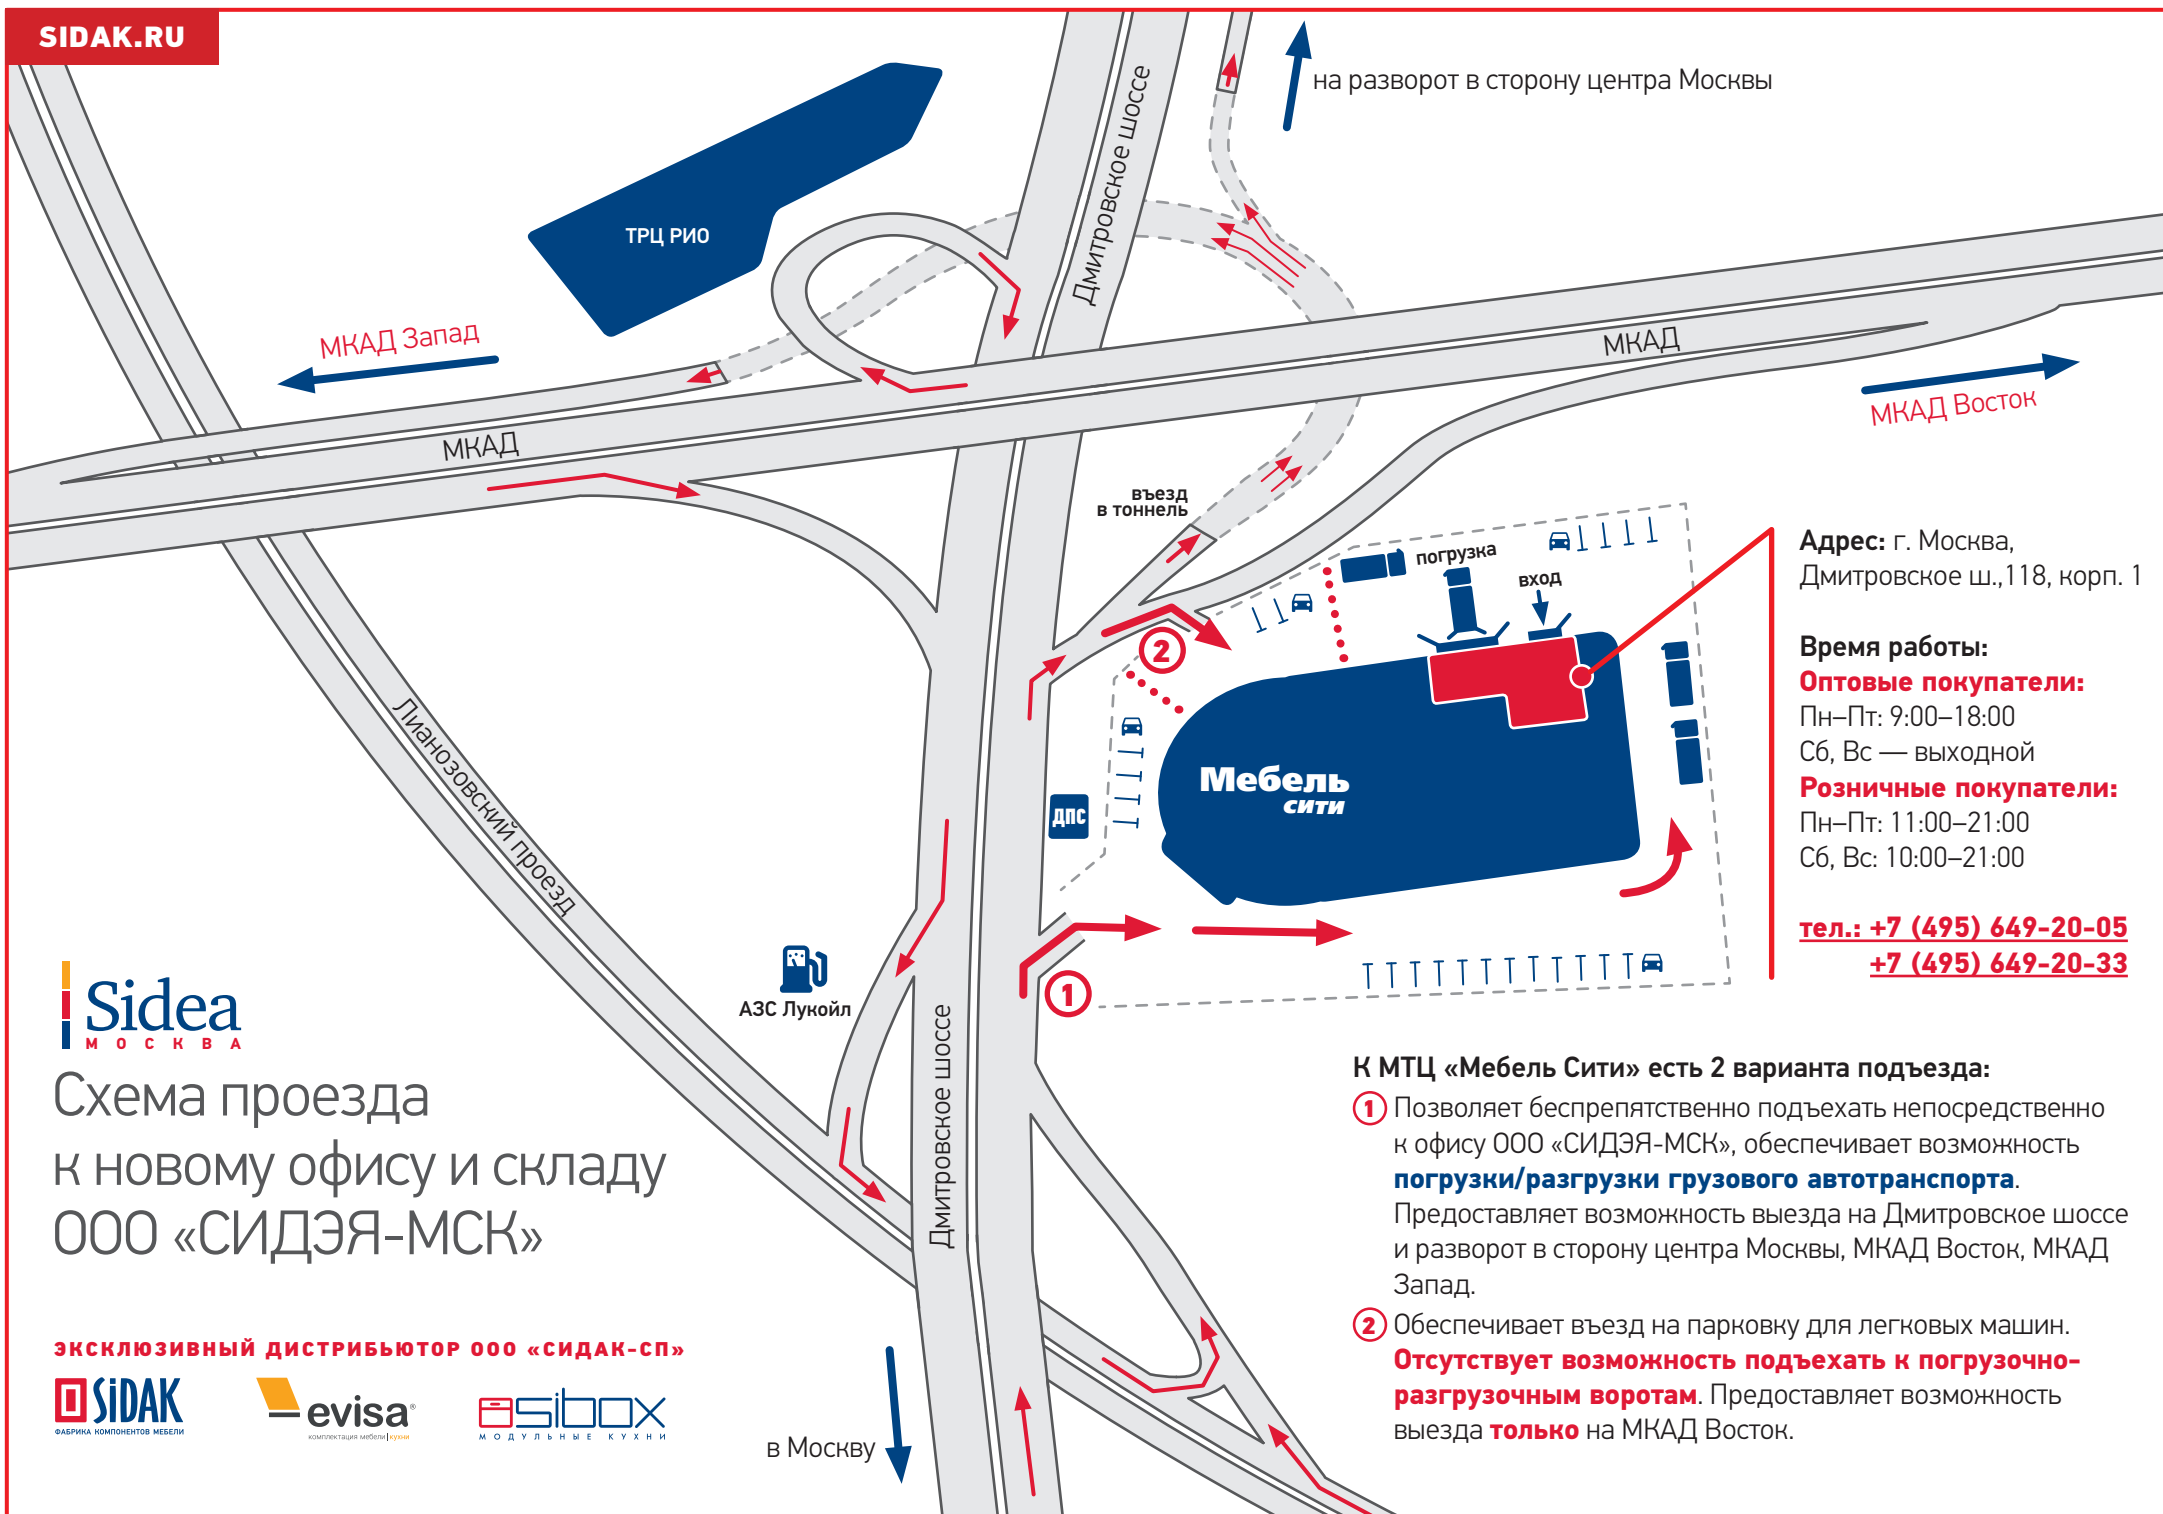 SIDAK.RU
на разворот в сторону центра Москвы
Дмитровское шоссе
ТРЦ РИО
МКАД Запад
МКАД
МКАД Восток
МКАД
въезд
в тоннель
погрузка
вход
2
Мебель
сити
ДПС
1
Лианозовский проезд
АЗС Лукойл
Дмитровское шоссе
в Москву
Адрес: г. Москва,
Дмитровское ш.,118, корп. 1
Время работы:
Оптовые покупатели:
Пн–Пт: 9:00–18:00
Сб, Вс — выходной
Розничные покупатели:
Пн–Пт: 11:00–21:00
Сб, Вс: 10:00–21:00
тел.: +7 (495) 649-20-05
+7 (495) 649-20-33
Sidea
МОСКВА
Схема проезда
к новому офису и складу
ООО «СИДЭЯ-МСК»
ЭКСКЛЮЗИВНЫЙ ДИСТРИБЬЮТОР ООО «СИДАК-СП»
SiDAK
ФАБРИКА КОМПОНЕНТОВ МЕБЕЛИ
evisa®
комплектация мебели|кухни
sibox
МОДУЛЬНЫЕ КУХНИ
К МТЦ «Мебель Сити» есть 2 варианта подъезда:
1 Позволяет беспрепятственно подъехать непосредственно
к офису ООО «СИДЭЯ-МСК», обеспечивает возможность
погрузки/разгрузки грузового автотранспорта.
Предоставляет возможность выезда на Дмитровское шоссе
и разворот в сторону центра Москвы, МКАД Восток, МКАД
Запад.
2 Обеспечивает въезд на парковку для легковых машин.
Отсутствует возможность подъехать к погрузочно-
разгрузочным воротам. Предоставляет возможность
выезда только на МКАД Восток.